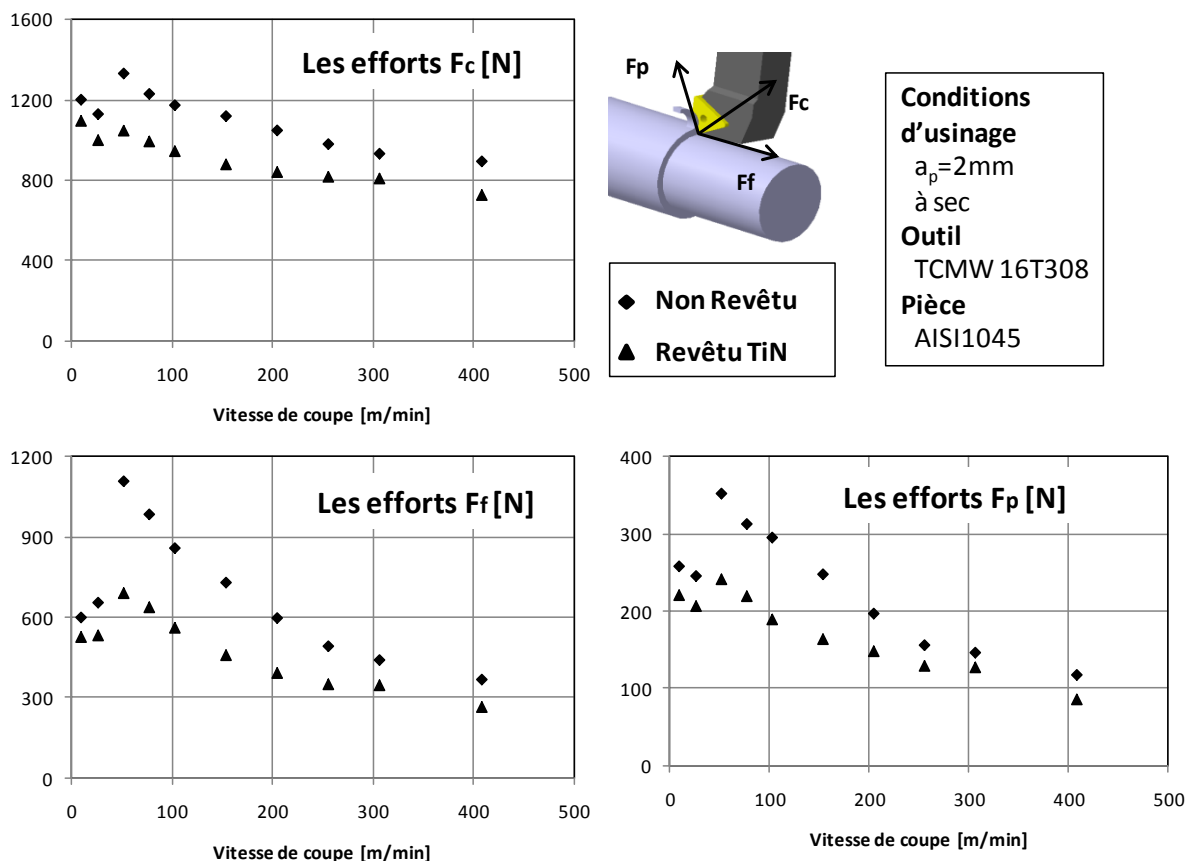 Les efforts Fc [N]
1600
1200
800
400
0
0 100 200 300 400 500
Vitesse de coupe [m/min]
Fp
Fc
Ff
Non Revêtu
Revêtu TiN
Conditions
d'usinage
ap=2mm
à sec
Outil
TCMW 16T308
Pièce
AISI1045
Les efforts Ff [N]
1200
900
600
300
0
0 100 200 300 400 500
Vitesse de coupe [m/min]
Les efforts Fp [N]
400
300
200
100
0
0 100 200 300 400 500
Vitesse de coupe [m/min]